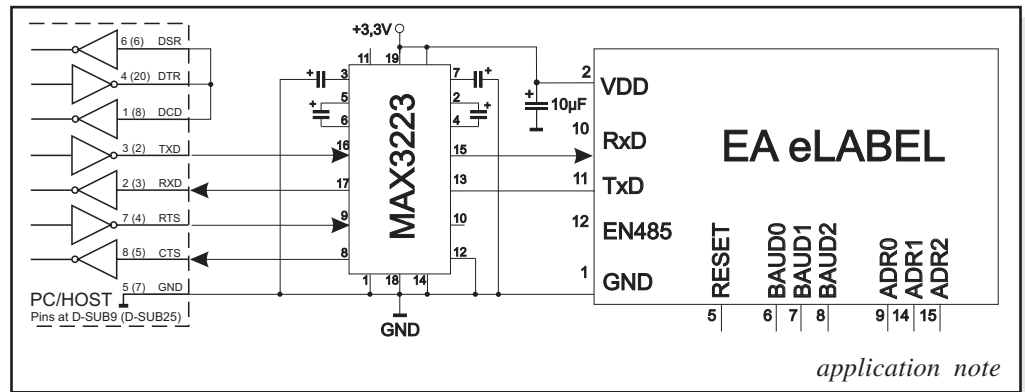 +3,3V
6 (6) DSR
4 (20) DTR
1 (8) DCD
3 (2) TXD
2 (3) RXD
7 (4) RTS
8 (5) CTS
5 (7) GND
PC/HOST
Pins at D-SUB9 (D-SUB25)
11 19
3 + 7 +
5 2
+ 6 4 +
16 15
17 13
9 10
8 12
1 18 14
MAX3223
GND
+ 10µF
2 VDD
10 RxD
11 TxD
12 EN485
1 GND
EA eLABEL
RESET BAUD0 BAUD1 BAUD2 ADR0 ADR1 ADR2
5 6 7 8 9 14 15
application note